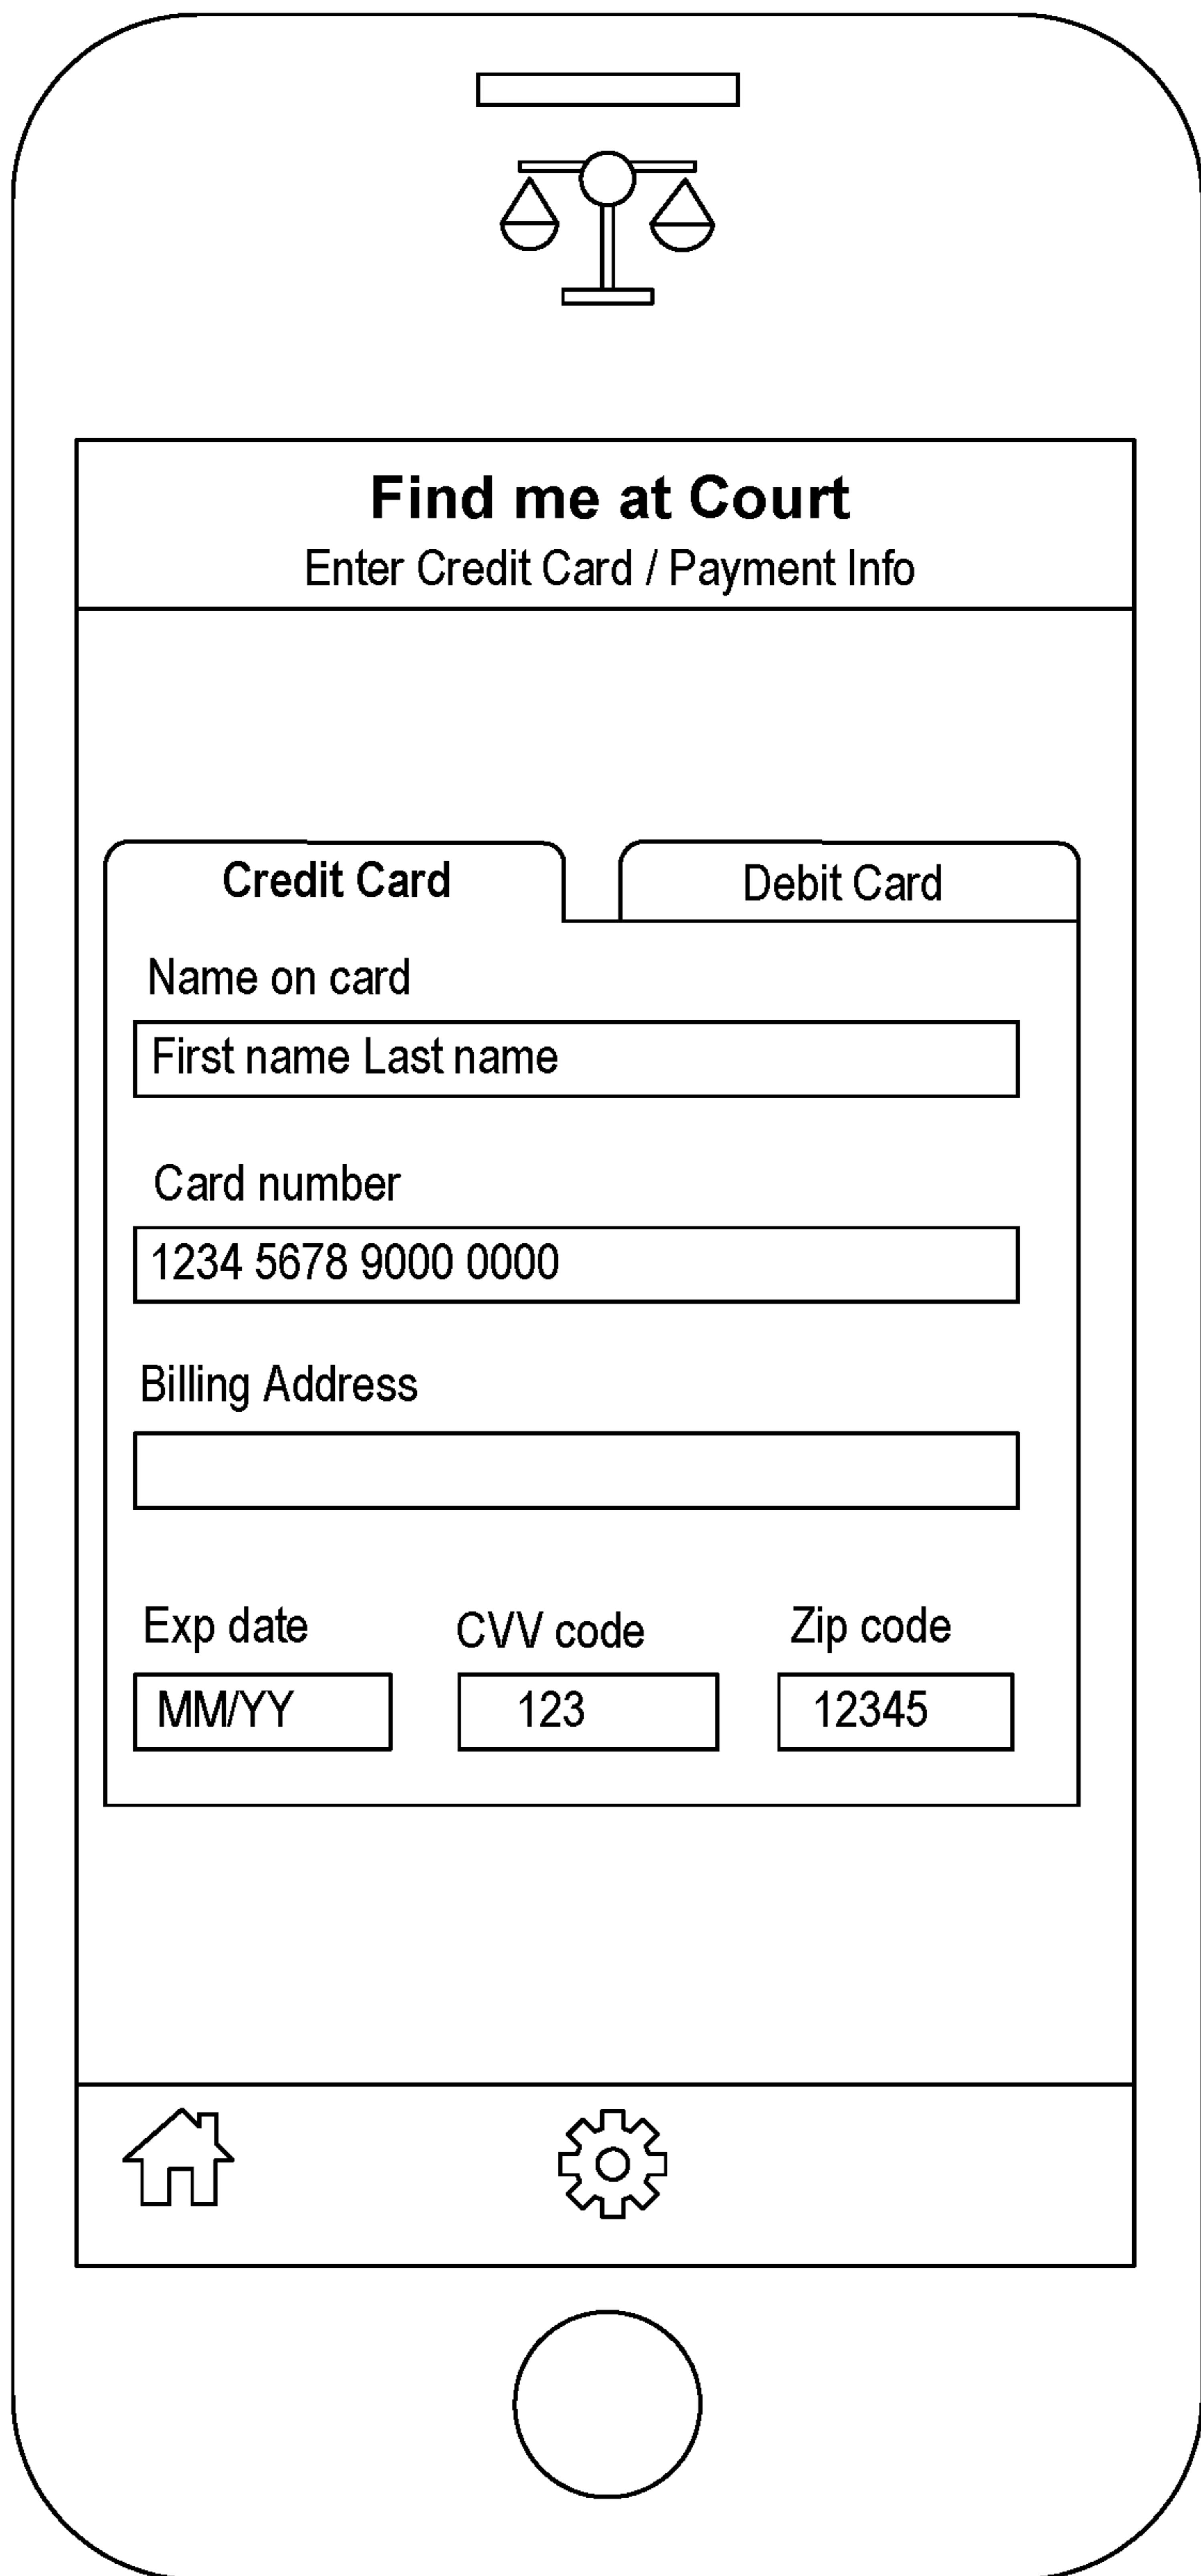 Find me at Court
Enter Credit Card / Payment Info
Credit Card
Debit Card
Name on card
First name Last name
Card number
1234 5678 9000 0000
Billing Address
Exp date
CVV code
Zip code
MM/YY
123
12345